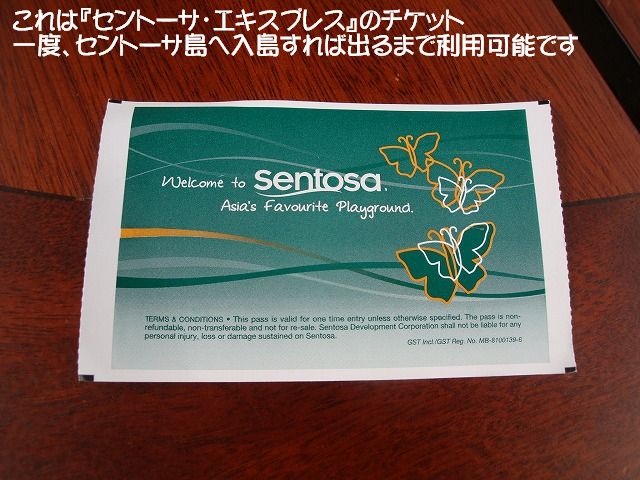 これは『セントーサ・エキスプレス』のチケット
一度、セントーサ島へ入島すれば出るまで利用可能です
Welcome to sentosa.
Asia's Favourite Playground.
TERMS & CONDITIONS • This pass is valid for one time entry unless otherwise specified. The pass is non-
refundable, non-transferable and not for re-sale. Sentosa Development Corporation shall not be liable for any
personal injury, loss or damage sustained on Sentosa.
GST Incl./GST Reg. No. MB-8100139-6